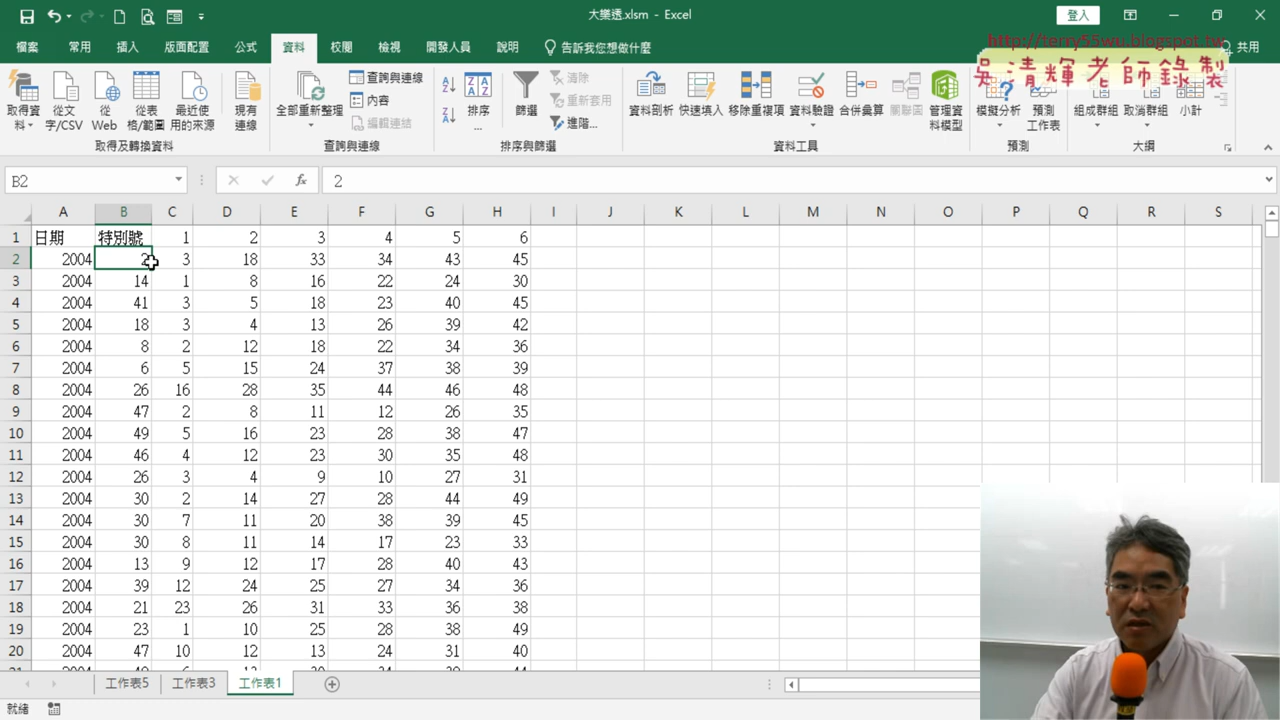 大樂透.xlsm - Excel
登入
檔案 常用 插入 版面配置 公式 資料 校閱 檢視 開發人員 說明 告訴我您想做什麼 共用
http://terry55wu.blogspot.tw
吳清輝老師錄製
取得資料 從文字/CSV 從 Web 從表格/範圍 最近使用的來源 現有連線 全部重新整理 查詢與連線 內容 編輯連結 排序... 篩選 清除 重新套用 進階... 資料剖析 快速填入 移除重複項 資料驗證 合併彙算 關聯圖 管理資料模型 模擬分析 預測工作表 組成群組 取消群組 小計
取得及轉換資料 查詢與連線 排序與篩選 資料工具 預測 大綱
B2 fx 2
A B C D E F G H I J K L M N O P Q R S
1 日期 特別號 1 2 3 4 5 6
2 2004 2 3 18 33 34 43 45
3 2004 14 1 8 16 22 24 30
4 2004 41 3 5 18 23 40 45
5 2004 18 3 4 13 26 39 42
6 2004 8 2 12 18 22 34 36
7 2004 6 5 15 24 37 38 39
8 2004 26 16 28 35 44 46 48
9 2004 47 2 8 11 12 26 35
10 2004 49 5 16 23 28 38 47
11 2004 46 4 12 23 30 35 48
12 2004 26 3 4 9 10 27 31
13 2004 30 2 14 27 28 44 49
14 2004 30 7 11 20 38 39 45
15 2004 30 8 11 14 17 23 33
16 2004 13 9 12 17 28 40 43
17 2004 39 12 24 25 27 34 36
18 2004 21 23 26 31 33 36 38
19 2004 23 1 10 25 28 38 49
20 2004 47 10 12 13 24 31 40
工作表5 工作表3 工作表1
就緒